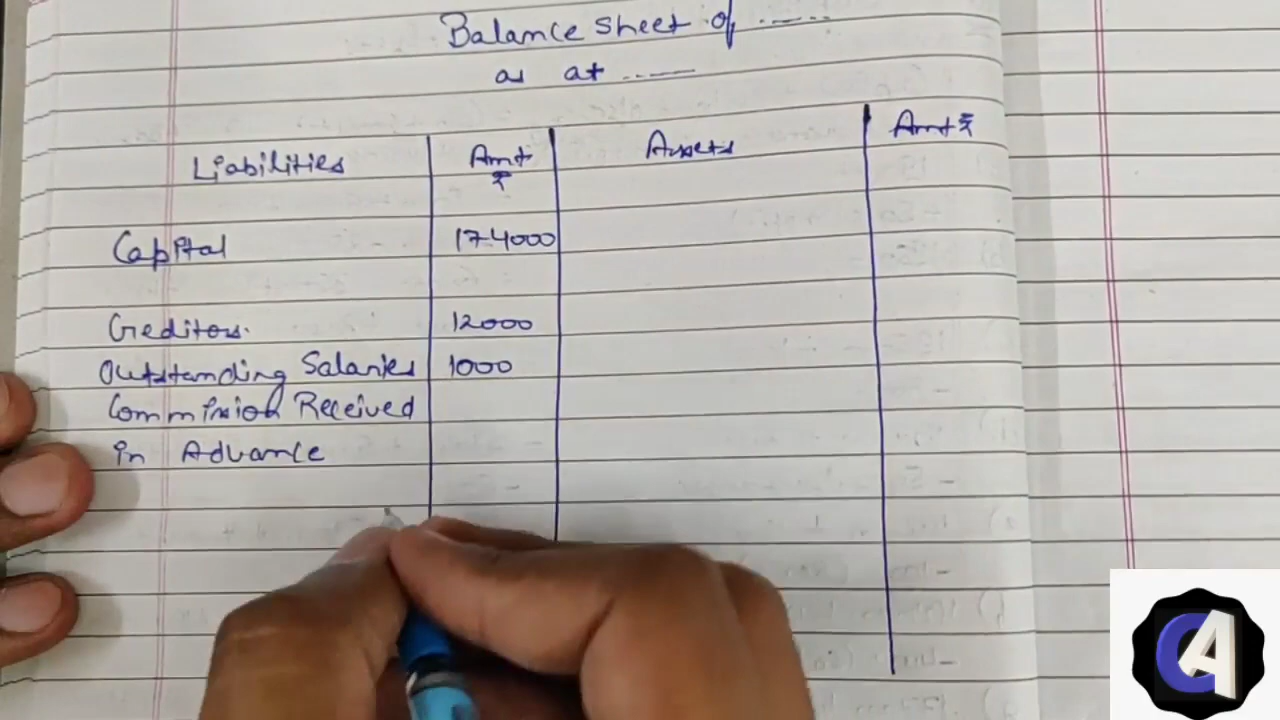 Balance Sheet of ......
as at ......
Liabilities Amt ₹ Assets Amt ₹
Capital 174000
Creditors. 12000
Outstanding Salaries 1000
Commission Received
in Advance
CA